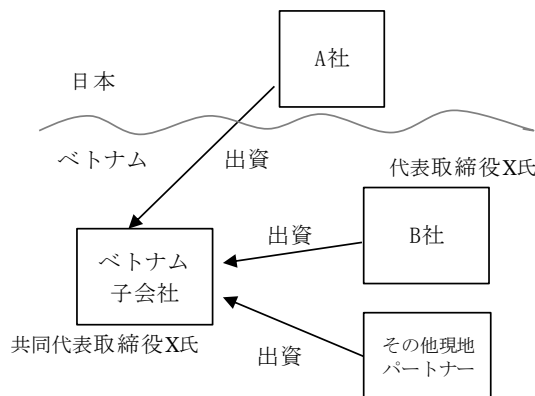 A社
日本
ベトナム
出資
代表取締役X氏
出資
B社
ベトナム
子会社
共同代表取締役X氏
出資
その他現地
パートナー